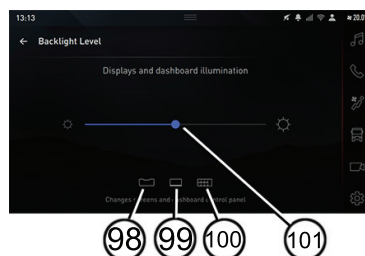 13:13
20.0°
Backlight Level
Displays and dashboard illumination
Changes screens and dashboard control panel
98 99 100 101